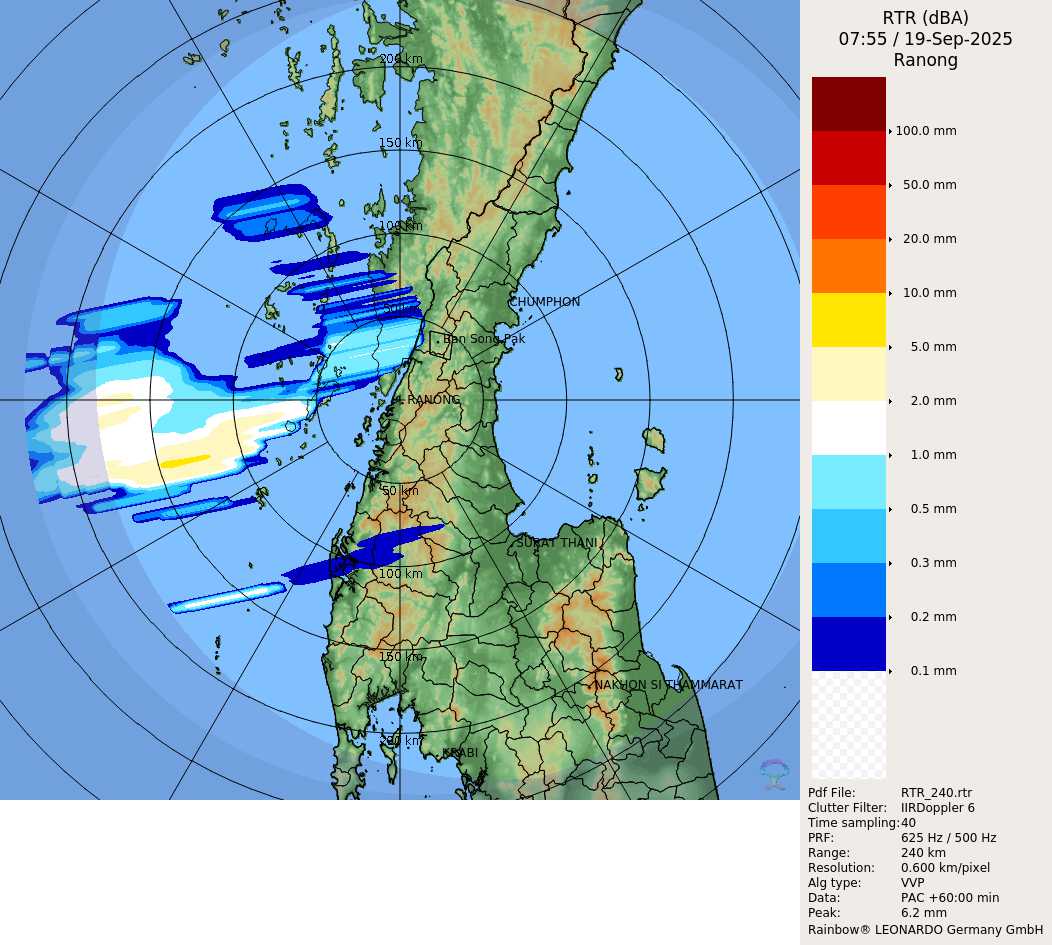 RTR (dBA)
07:55 / 19-Sep-2025
Ranong
200 km
150 km
100 km
50 km
CHUMPHON
Ban Song Pak
RANONG
50 km
SURAT THANI
100 km
150 km
NAKHON SI THAMMARAT
200 km
KRABI
100.0 mm
50.0 mm
20.0 mm
10.0 mm
5.0 mm
2.0 mm
1.0 mm
0.5 mm
0.3 mm
0.2 mm
0.1 mm
Pdf File: RTR_240.rtr
Clutter Filter: IIRDoppler 6
Time sampling:40
PRF: 625 Hz / 500 Hz
Range: 240 km
Resolution: 0.600 km/pixel
Alg type: VVP
Data: PAC +60:00 min
Peak: 6.2 mm
Rainbow® LEONARDO Germany GmbH